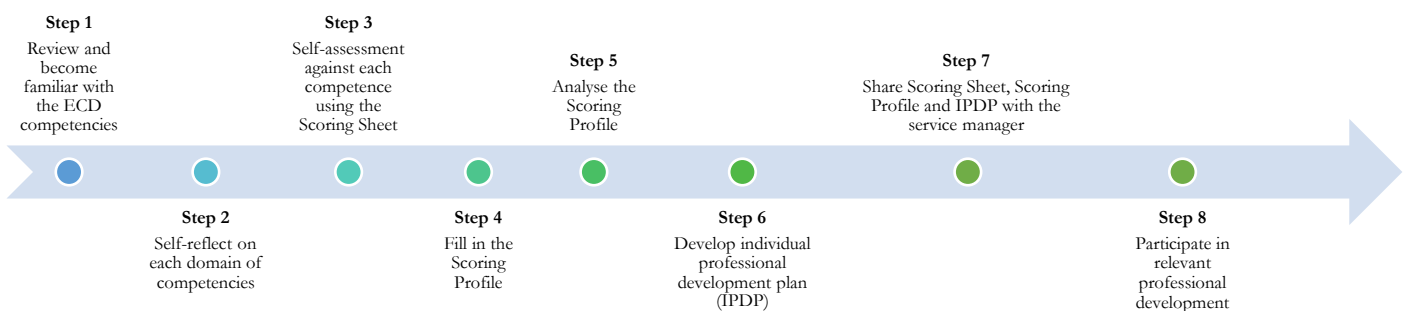 Step 1
Review and
become
familiar with
the ECD
competencies
Step 2
Self-reflect on
each domain of
competencies
Step 3
Self-assessment
against each
competence
using the
Scoring Sheet
Step 4
Fill in the
Scoring
Profile
Step 5
Analyse the
Scoring
Profile
Step 6
Develop individual
professional
development plan
(IPDP)
Step 7
Share Scoring Sheet, Scoring
Profile and IPDP with the
service manager
Step 8
Participate in
relevant
professional
development